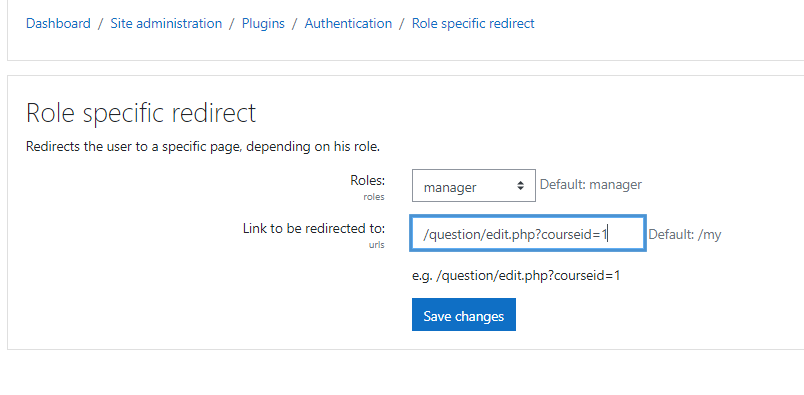 Dashboard / Site administration / Plugins / Authentication / Role specific redirect
Role specific redirect
Redirects the user to a specific page, depending on his role.
Roles: manager Default: manager
roles
Link to be redirected to: /question/edit.php?courseid=1 Default: /my
urls
e.g. /question/edit.php?courseid=1
Save changes